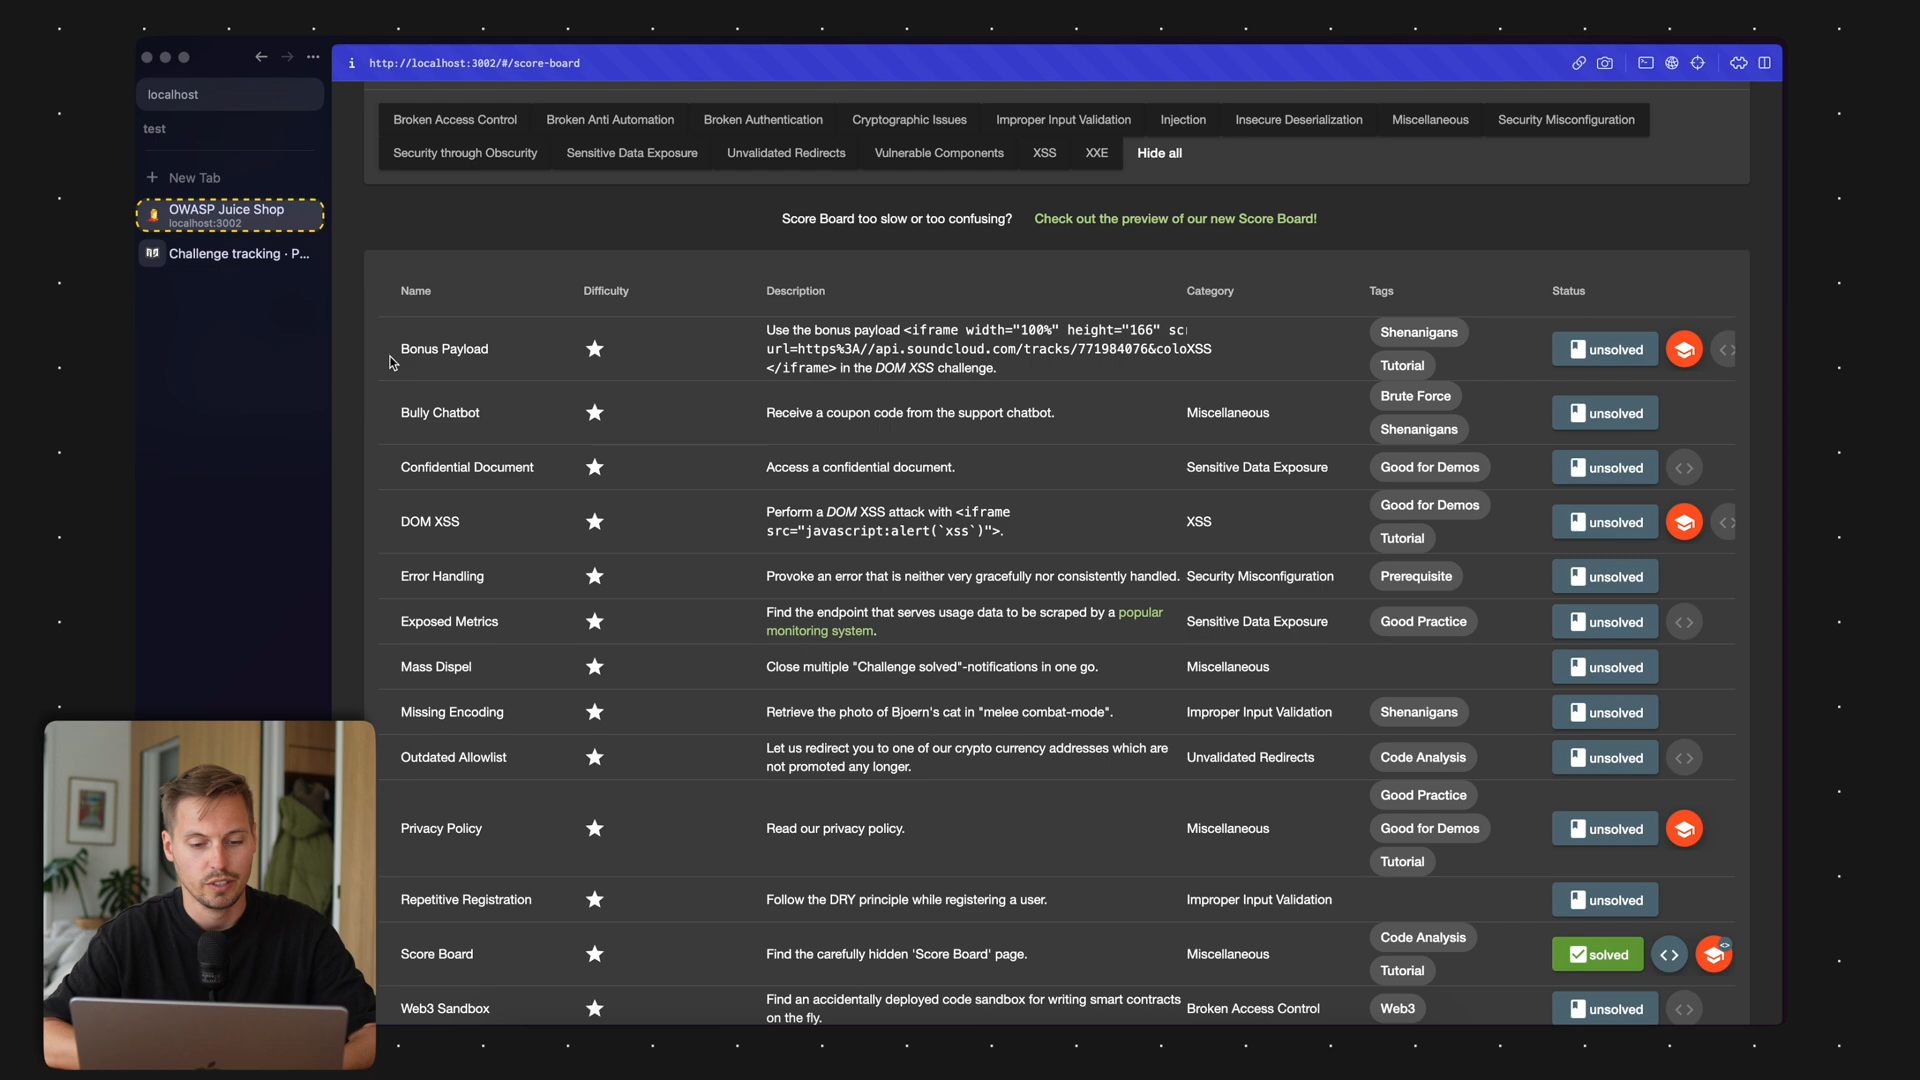 i http://localhost:3002/#/score-board
localhost
test
+ New Tab
OWASP Juice Shop
localhost:3002
Challenge tracking · P...
Broken Access Control Broken Anti Automation Broken Authentication Cryptographic Issues Improper Input Validation Injection Insecure Deserialization Miscellaneous Security Misconfiguration
Security through Obscurity Sensitive Data Exposure Unvalidated Redirects Vulnerable Components XSS XXE Hide all
Score Board too slow or too confusing? Check out the preview of our new Score Board!
Name Difficulty Description Category Tags Status
Bonus Payload
Use the bonus payload <iframe width="100%" height="166" sc
url=https%3A//api.soundcloud.com/tracks/771984076&colo
</iframe> in the DOM XSS challenge.
XSS
Shenanigans
Tutorial
unsolved
Bully Chatbot Receive a coupon code from the support chatbot. Miscellaneous
Brute Force
Shenanigans
unsolved
Confidential Document Access a confidential document. Sensitive Data Exposure Good for Demos unsolved <>
DOM XSS
Perform a DOM XSS attack with <iframe
src="javascript:alert(`xss`)">.
XSS
Good for Demos
Tutorial
unsolved
Error Handling Provoke an error that is neither very gracefully nor consistently handled. Security Misconfiguration Prerequisite unsolved
Exposed Metrics
Find the endpoint that serves usage data to be scraped by a popular
monitoring system.
Sensitive Data Exposure Good Practice unsolved <>
Mass Dispel Close multiple "Challenge solved"-notifications in one go. Miscellaneous unsolved
Missing Encoding Retrieve the photo of Bjoern's cat in "melee combat-mode". Improper Input Validation Shenanigans unsolved
Outdated Allowlist
Let us redirect you to one of our crypto currency addresses which are
not promoted any longer.
Unvalidated Redirects Code Analysis unsolved <>
Privacy Policy Read our privacy policy. Miscellaneous
Good Practice
Good for Demos
Tutorial
unsolved
Repetitive Registration Follow the DRY principle while registering a user. Improper Input Validation unsolved
Score Board Find the carefully hidden 'Score Board' page. Miscellaneous
Code Analysis
Tutorial
solved <>
Web3 Sandbox
Find an accidentally deployed code sandbox for writing smart contracts
on the fly.
Broken Access Control Web3 unsolved <>